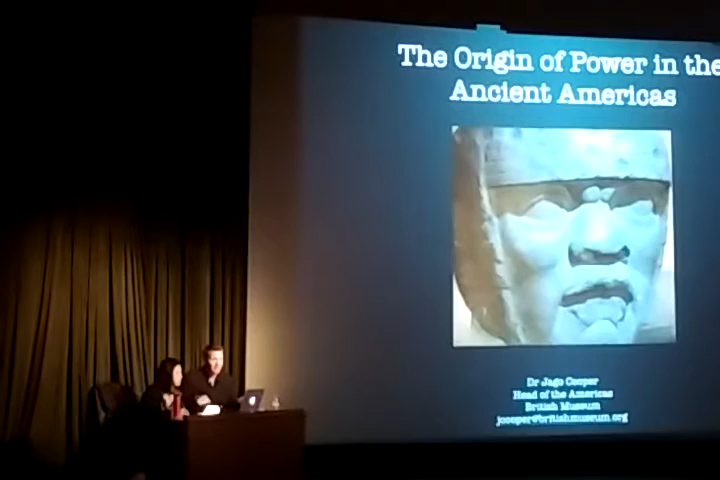 The Origin of Power in the
Ancient Americas
Dr Jago Cooper
Head of the Americas
British Museum
jcooper@britishmuseum.org